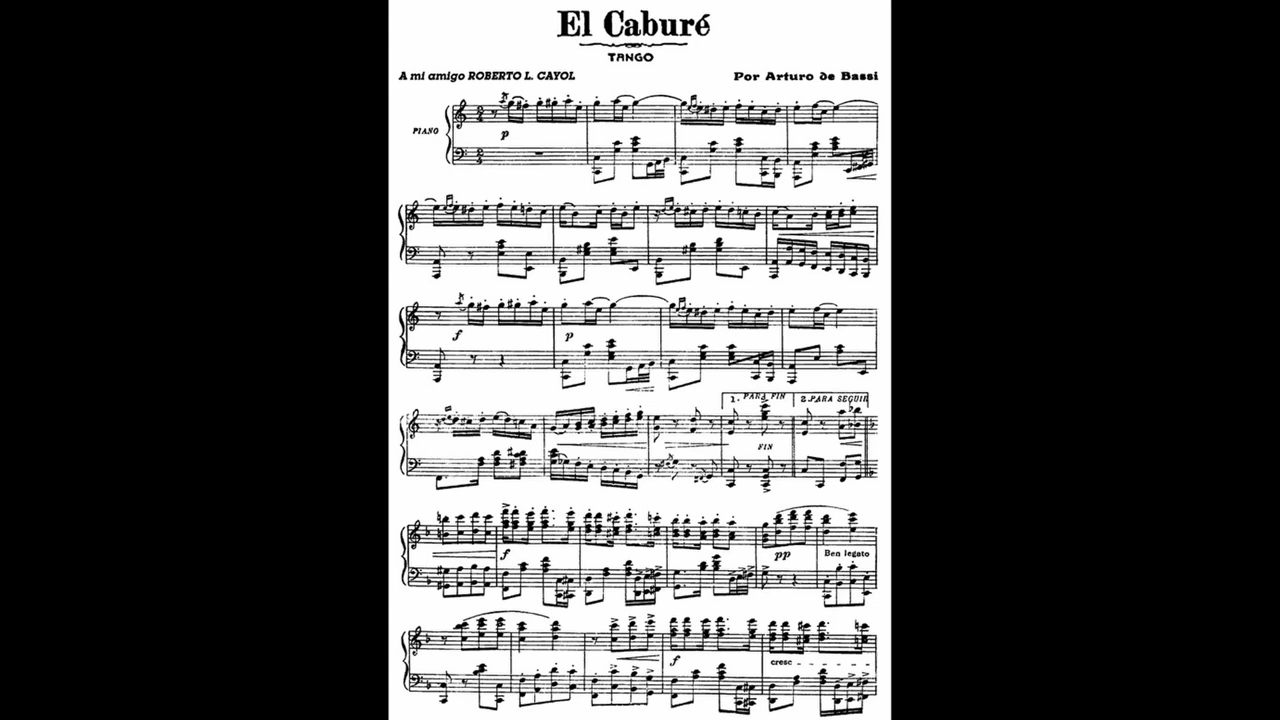 El Caburé
TANGO
A mi amigo ROBERTO L. CAYOL
Por Arturo de Bassi
PIANO
p
f
p
1. PARA FIN
2. PARA SEGUIR
FIN
f
pp
Ben legato
f
cresc